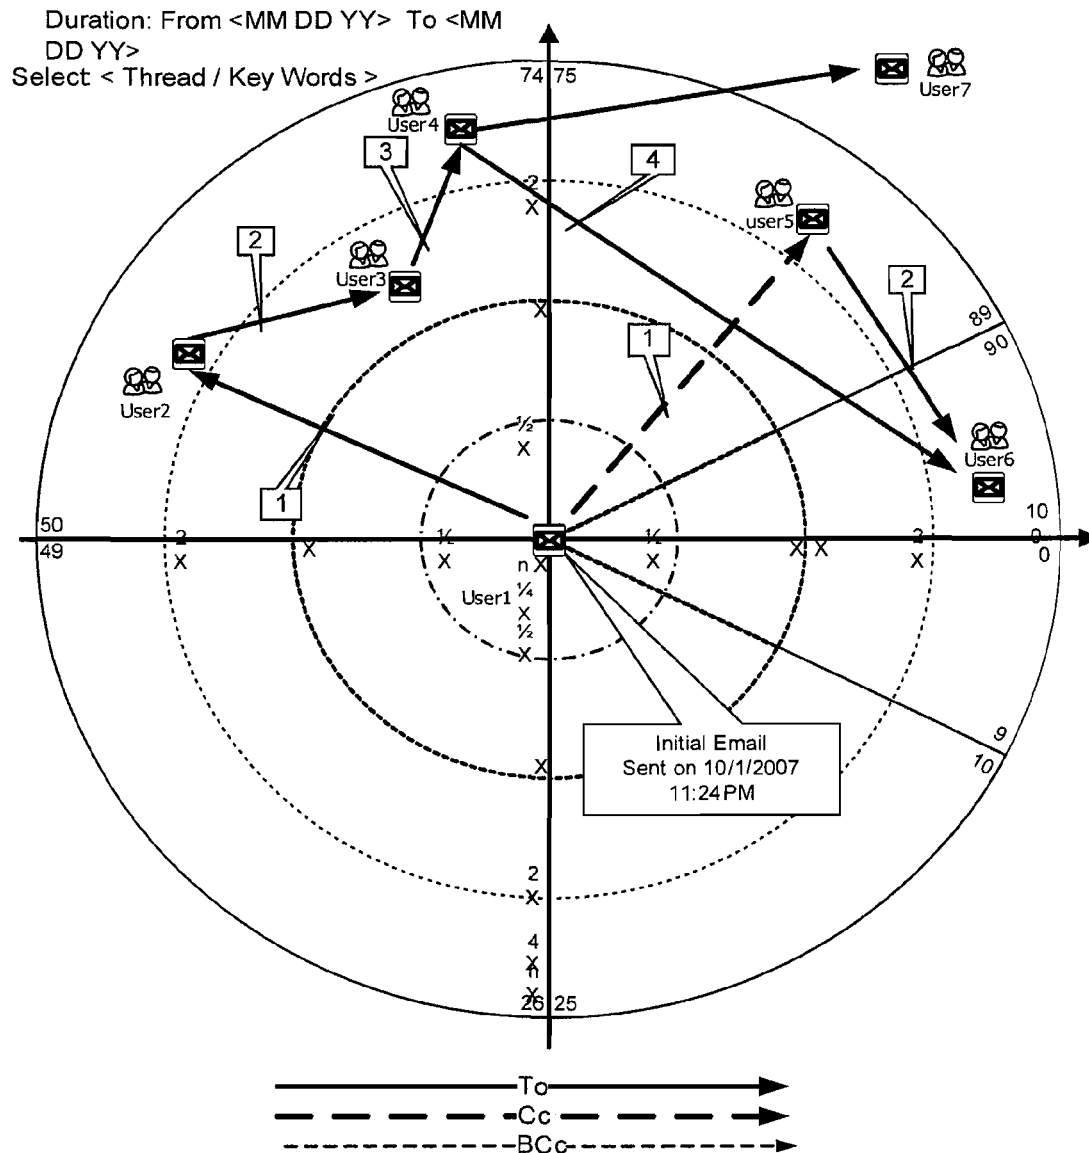 Duration: From <MM DD YY> To <MM
DD YY>
Select < Thread / Key Words >
74 75
User7
User4
3
4
2
X
user5
2
User3
2
89
90
X
1
User2
½
X
User6
1
50
49
2
X
X
½
X
n X
½
X
X X
2
X
10
0
0
User1
¼
X
½
X
9
10
Initial Email
Sent on 10/1/2007
11:24PM
X
2
X
4
X
n
X
26 25
To
Cc
BCc